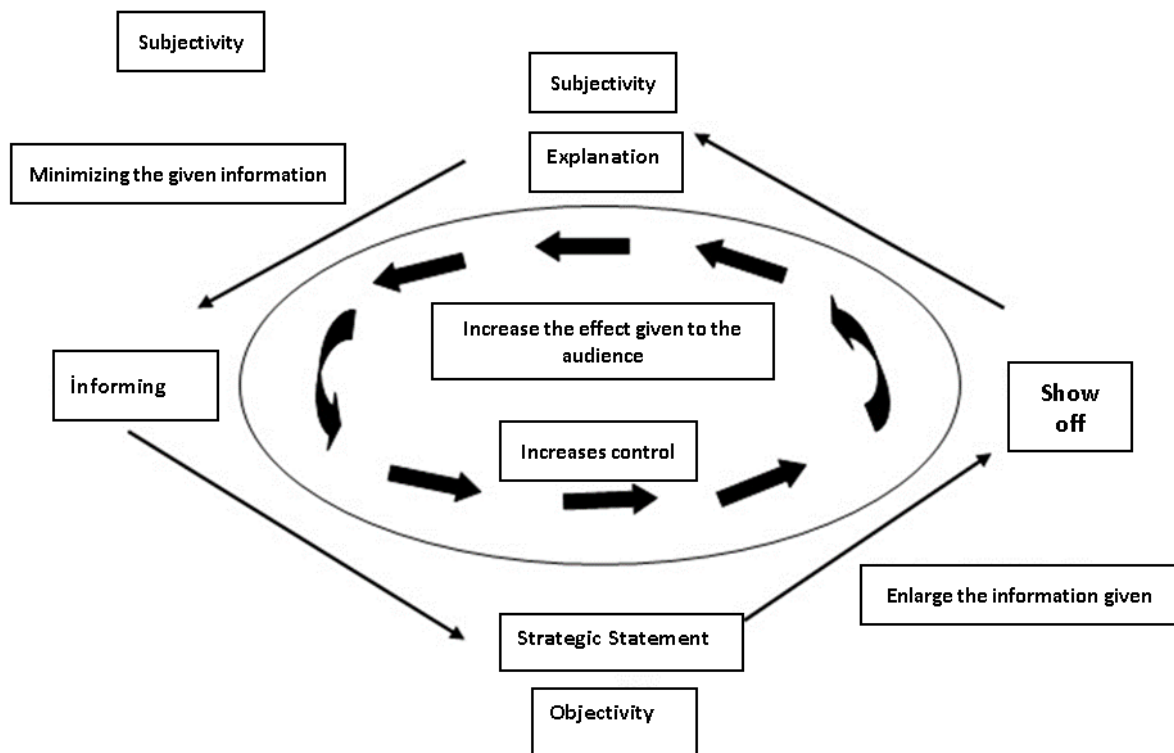 Subjectivity
Subjectivity
Explanation
Minimizing the given information
Increase the effect given to the
audience
İnforming
Show
off
Increases control
Enlarge the information given
Strategic Statement
Objectivity